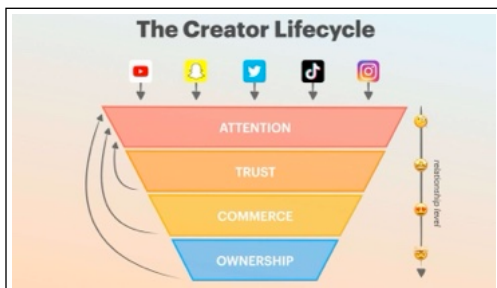 The Creator Lifecycle
ATTENTION
TRUST
COMMERCE
OWNERSHIP
relationship level